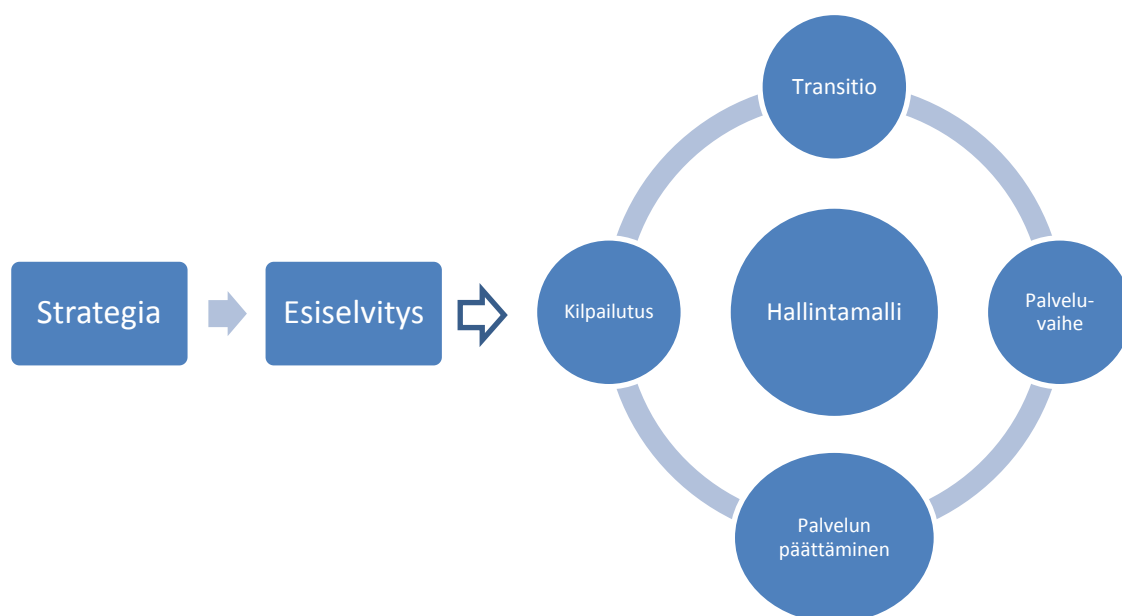 Strategia
Esiselvitys
Kilpailutus
Transitio
Hallintamalli
Palvelu-
vaihe
Palvelun
päättäminen